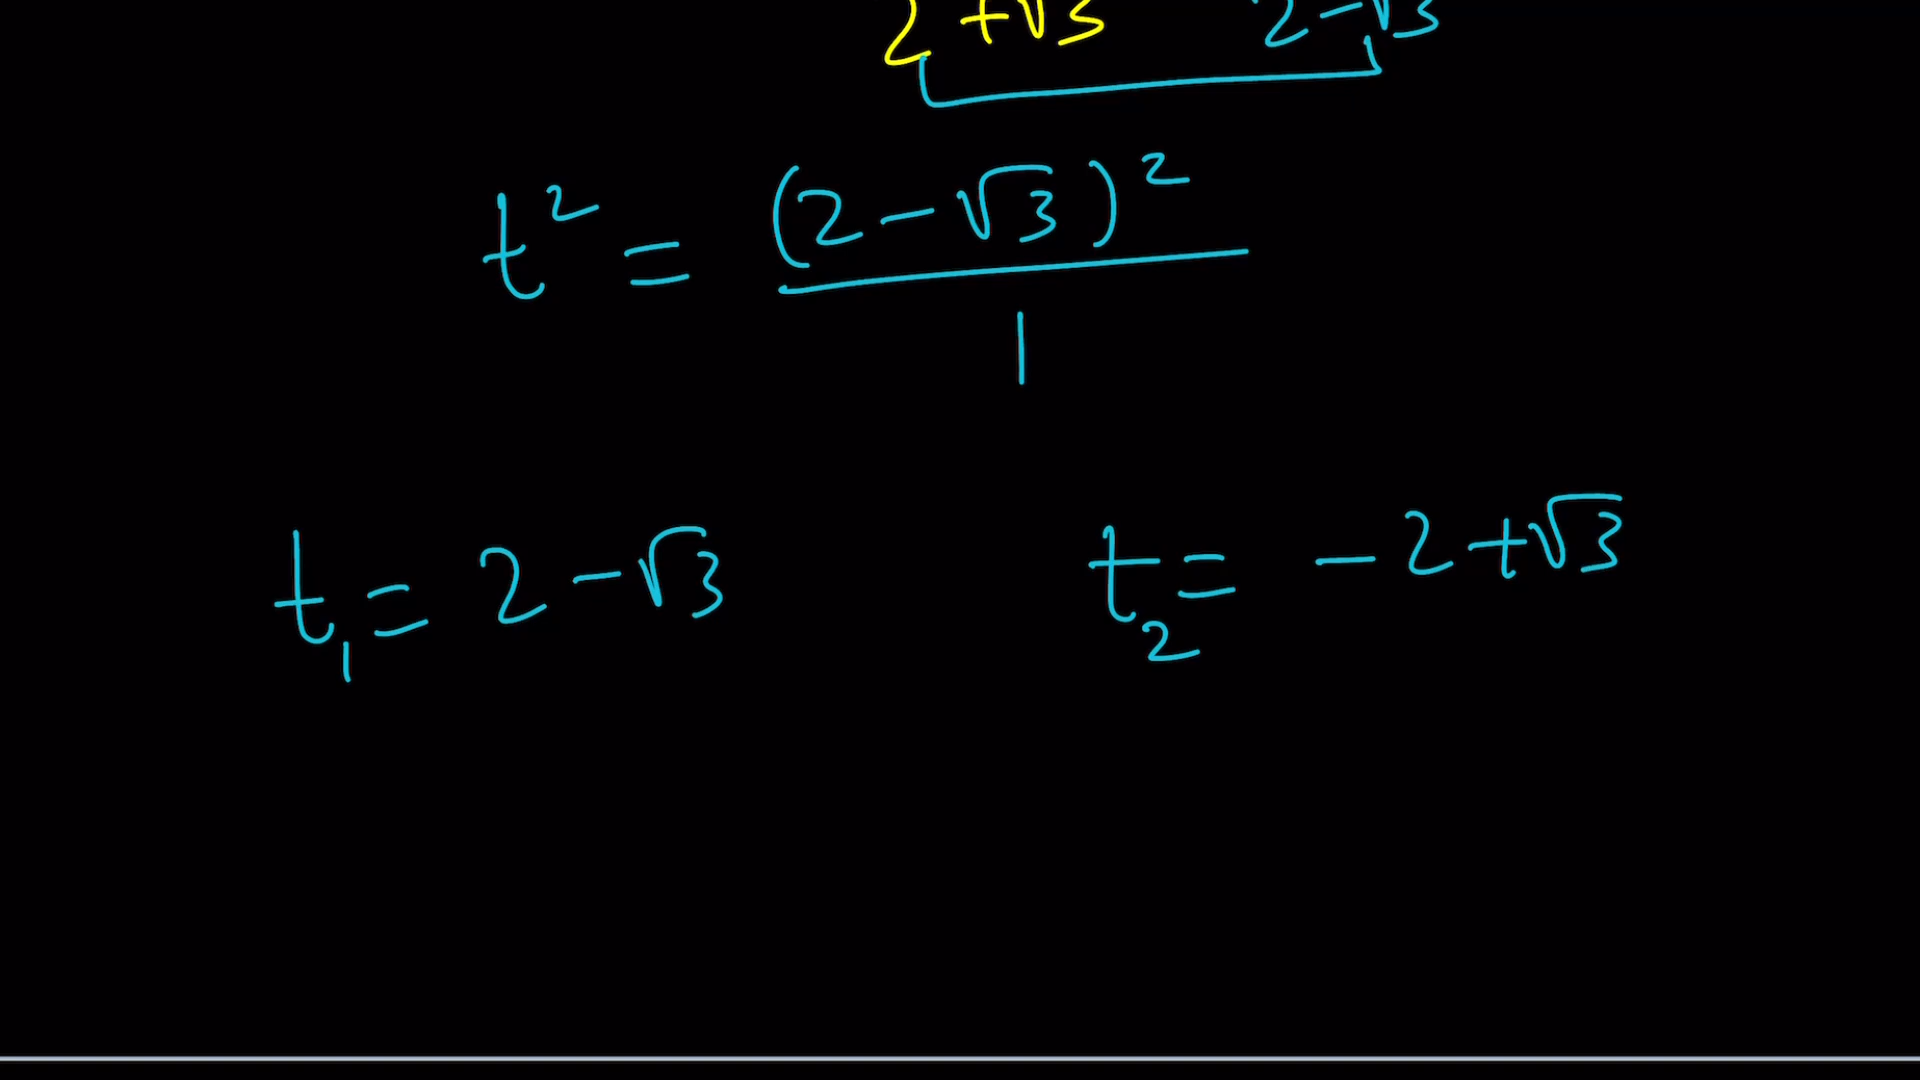 2 + √3 2 - √3
t² = (2 - √3)²
1
t₁ = 2 - √3 t₂ = - 2 + √3